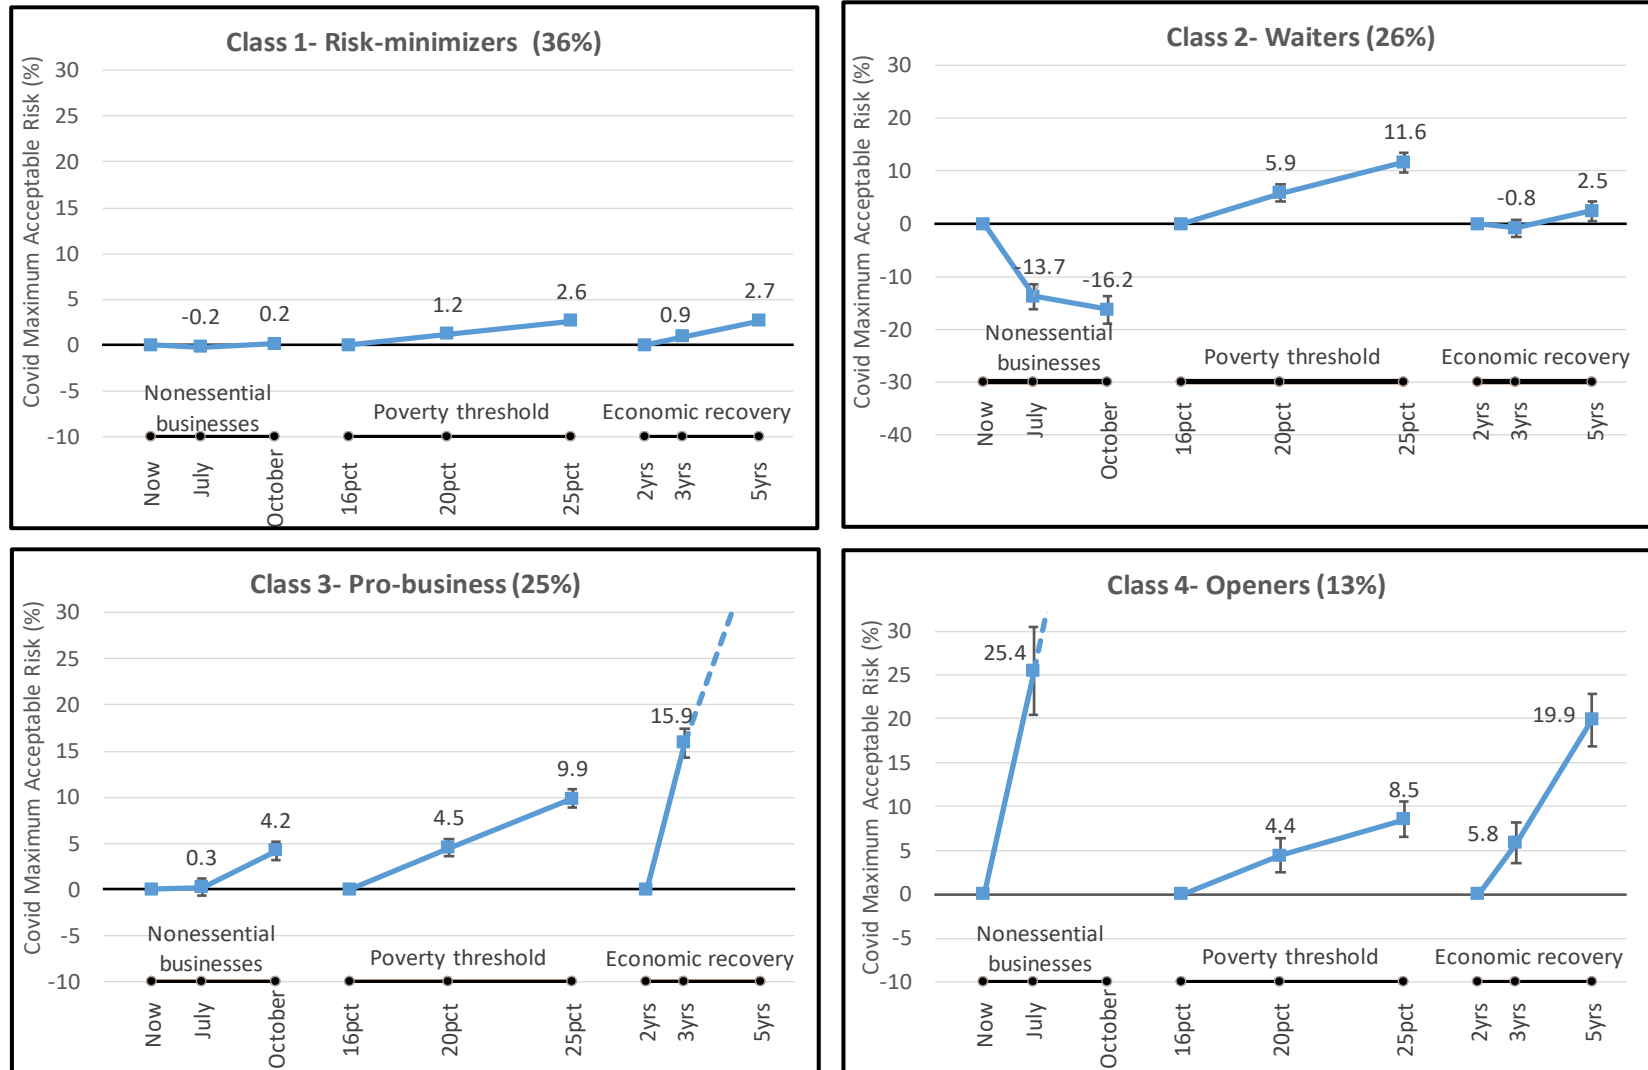 Class 1- Risk-minimizers (36%)
Covid Maximum Acceptable Risk (%)
30
25
20
15
10
5
0
-5
-10
-0.2
0.2
1.2
2.6
0.9
2.7
Nonessential
businesses
Poverty threshold
Economic recovery
Now
July
October
16pct
20pct
25pct
2yrs
3yrs
5yrs
Class 2- Waiters (26%)
Covid Maximum Acceptable Risk (%)
30
20
10
0
-10
-20
-30
-40
-13.7
-16.2
5.9
11.6
-0.8
2.5
Nonessential
businesses
Poverty threshold
Economic recovery
Now
July
October
16pct
20pct
25pct
2yrs
3yrs
5yrs
Class 3- Pro-business (25%)
Covid Maximum Acceptable Risk (%)
30
25
20
15
10
5
0
-5
-10
0.3
4.2
4.5
9.9
15.9
Nonessential
businesses
Poverty threshold
Economic recovery
Now
July
October
16pct
20pct
25pct
2yrs
3yrs
5yrs
Class 4- Openers (13%)
Covid Maximum Acceptable Risk (%)
30
25
20
15
10
5
0
-5
-10
25.4
4.4
8.5
5.8
19.9
Nonessential
businesses
Poverty threshold
Economic recovery
Now
July
October
16pct
20pct
25pct
2yrs
3yrs
5yrs